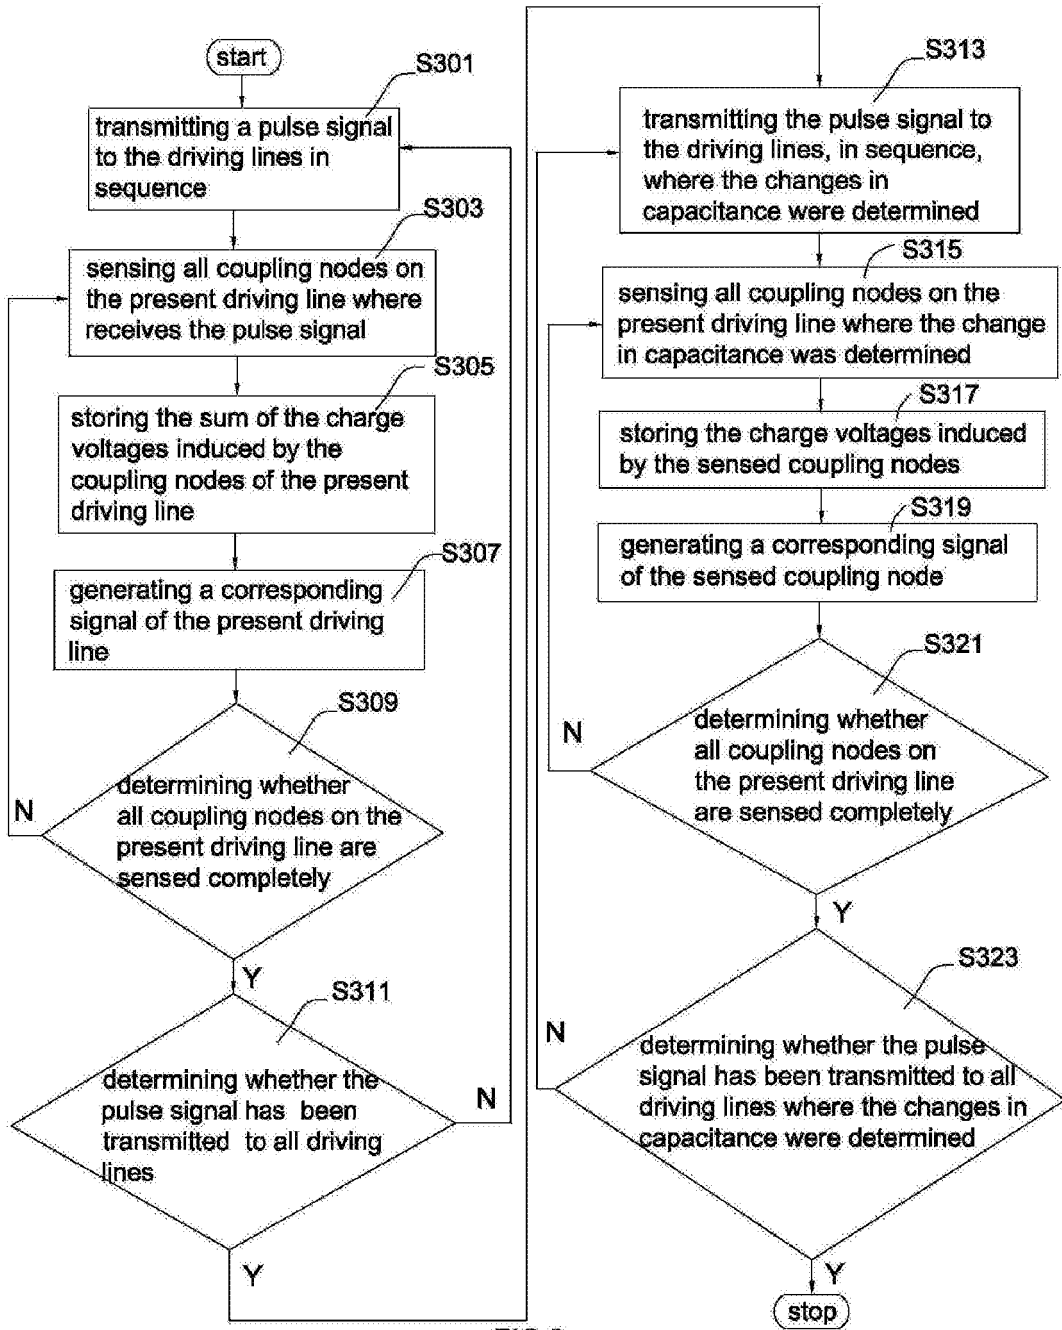 start
S301
transmitting a pulse signal
to the driving lines in
sequence
S303
sensing all coupling nodes on
the present driving line where
receives the pulse signal
S305
storing the sum of the charge
voltages induced by the
coupling nodes of the present
driving line
S307
generating a corresponding
signal of the present driving
line
S309
determining whether
all coupling nodes on the
present driving line are
sensed completely
N
Y
S311
determining whether the
pulse signal has been
transmitted to all driving
lines
N
Y
S313
transmitting the pulse signal to
the driving lines, in sequence,
where the changes in
capacitance were determined
S315
sensing all coupling nodes on the
present driving line where the change
in capacitance was determined
S317
storing the charge voltages induced
by the sensed coupling nodes
S319
generating a corresponding signal
of the sensed coupling node
S321
determining whether
all coupling nodes on
the present driving line
are sensed completely
N
Y
S323
determining whether the pulse
signal has been transmitted to all
driving lines where the changes in
capacitance were determined
N
Y
stop